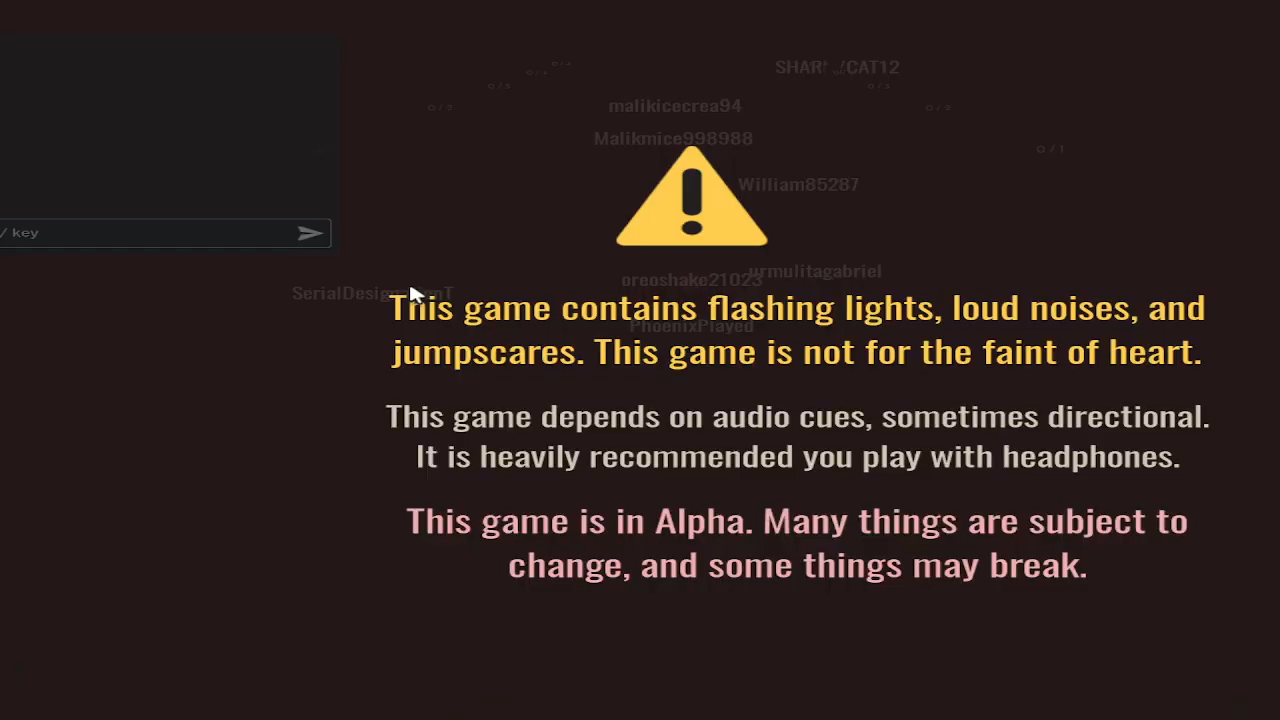 SHAR
CAT12
malikicecrea94
Malikmice998988
0 / 1
William85287
/ key
urmulitagabriel
oreoshake21023
This game contains flashing lights, loud noises, and
PhoenixPlayed
jumpscares. This game is not for the faint of heart.
This game depends on audio cues, sometimes directional.
It is heavily recommended you play with headphones.
This game is in Alpha. Many things are subject to
change, and some things may break.